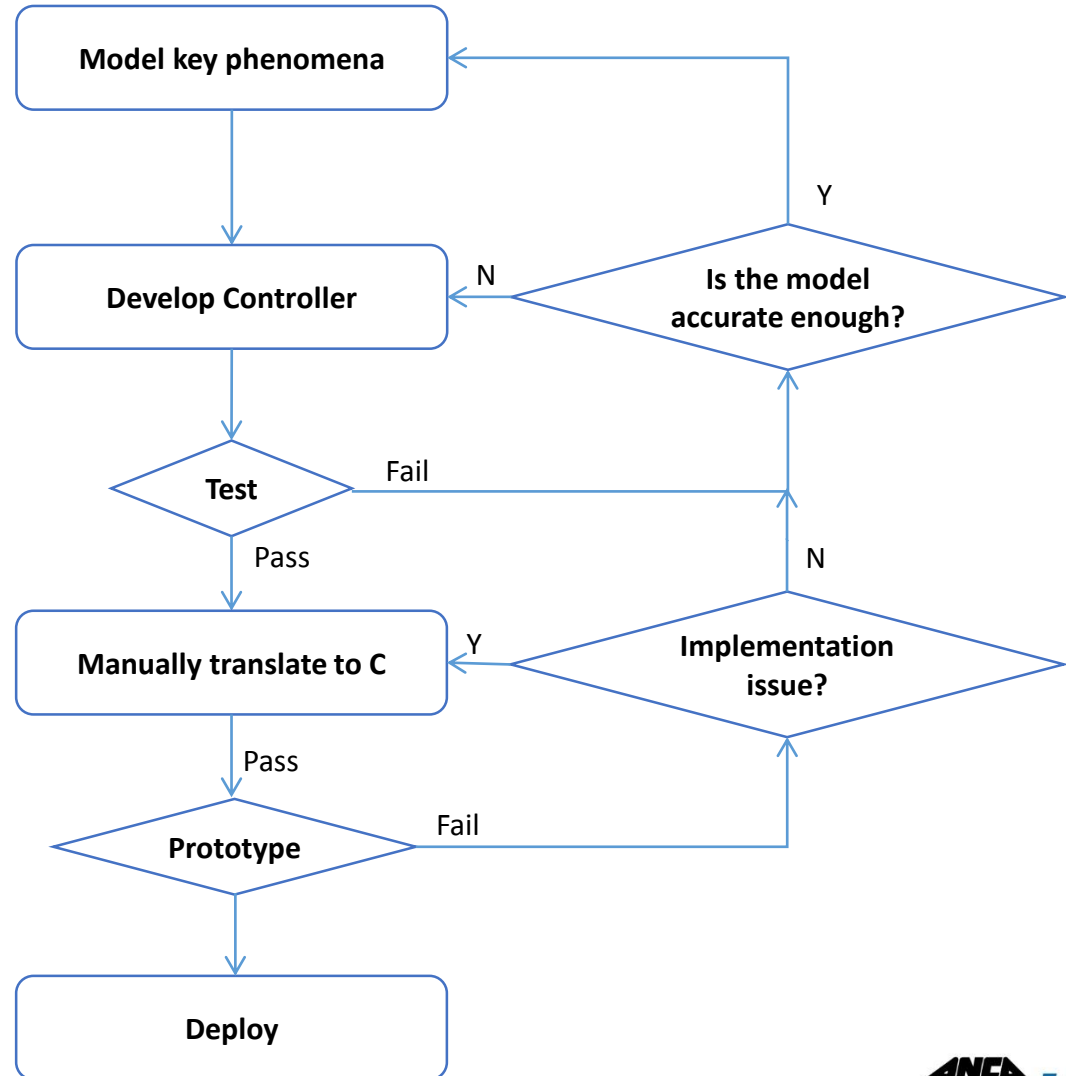 Model key phenomena
Y
Develop Controller
N
Is the model
accurate enough?
Test
Fail
Pass
N
Manually translate to C
Y
Implementation
issue?
Pass
Prototype
Fail
Deploy